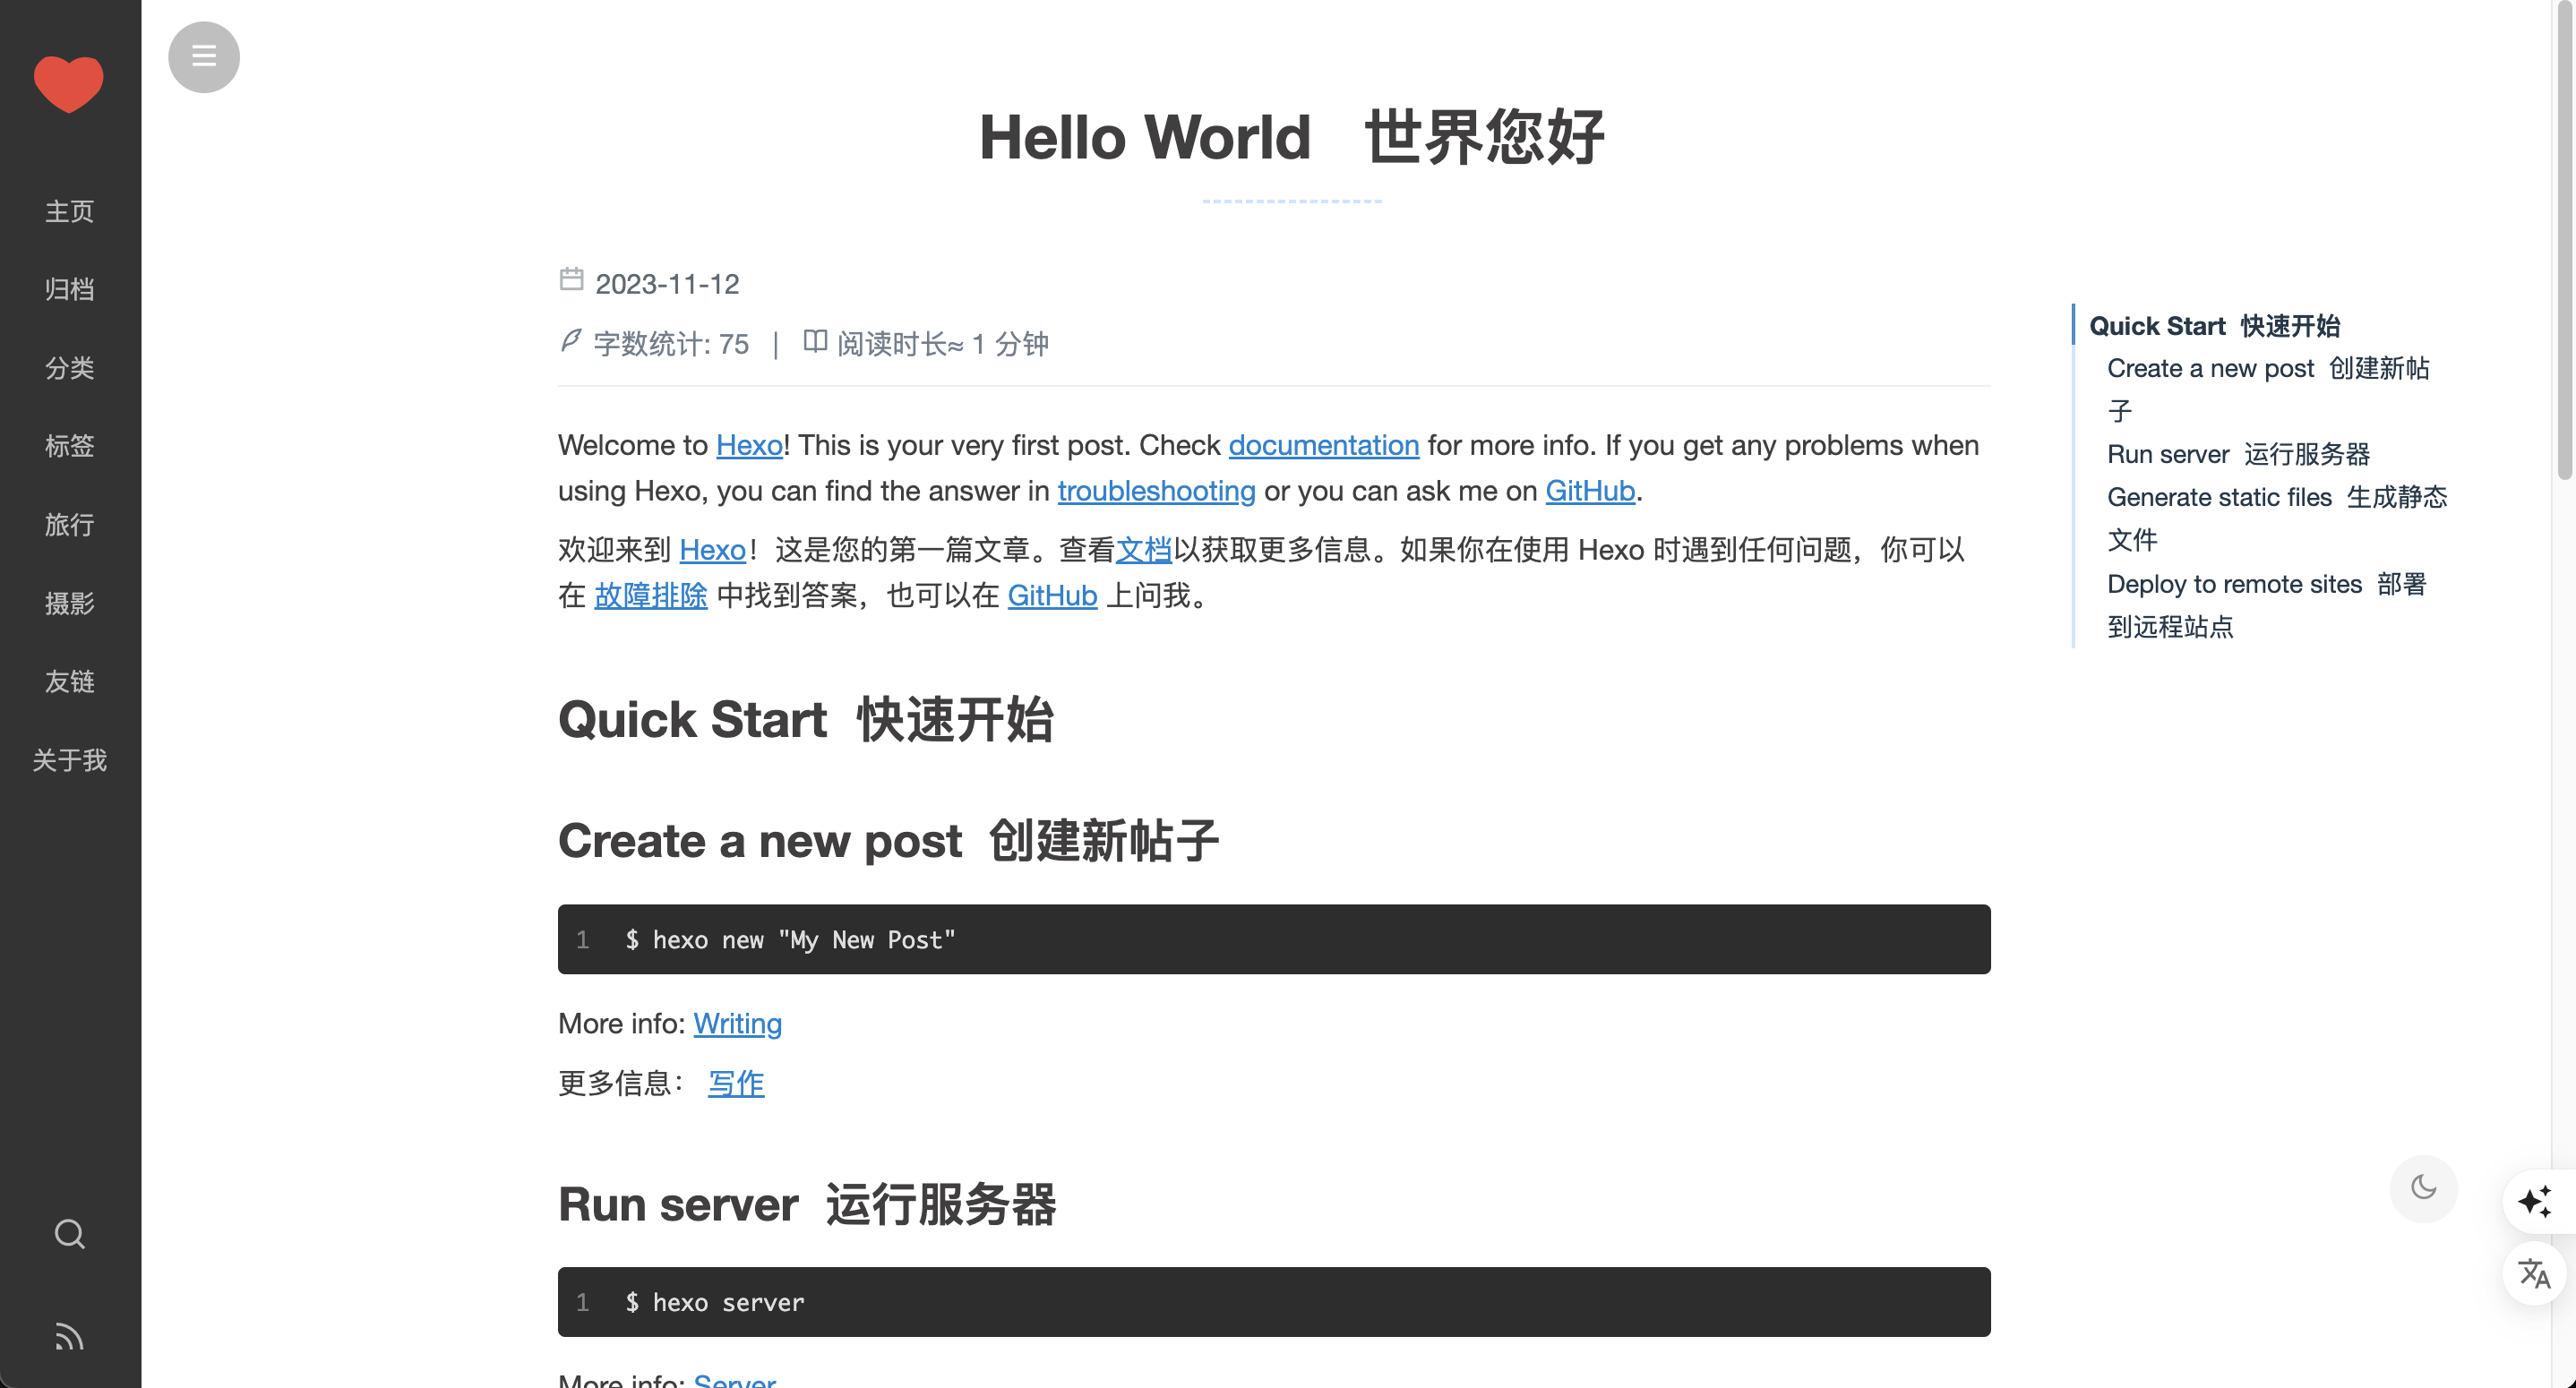 主页
归档
分类
标签
旅行
摄影
友链
关于我
Hello World 世界您好
2023-11-12
字数统计: 75 | 阅读时长≈ 1 分钟
Welcome to Hexo! This is your very first post. Check documentation for more info. If you get any problems when
using Hexo, you can find the answer in troubleshooting or you can ask me on GitHub.
欢迎来到 Hexo！这是您的第一篇文章。查看文档以获取更多信息。如果你在使用 Hexo 时遇到任何问题，你可以
在 故障排除 中找到答案，也可以在 GitHub 上问我。
Quick Start 快速开始
Create a new post 创建新帖子
1 $ hexo new "My New Post"
More info: Writing
更多信息： 写作
Run server 运行服务器
1 $ hexo server
More info: Server
Quick Start 快速开始
Create a new post 创建新帖
子
Run server 运行服务器
Generate static files 生成静态
文件
Deploy to remote sites 部署
到远程站点